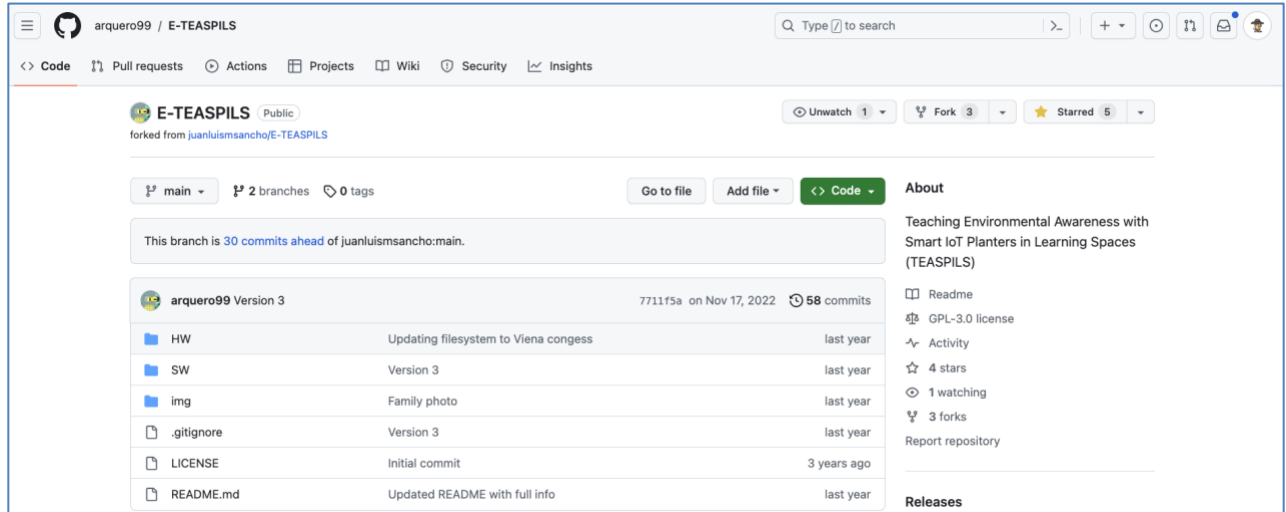 arquero99 / E-TEASPILS
Type / to search
Code Pull requests Actions Projects Wiki Security Insights
E-TEASPILS Public
Unwatch 1 Fork 3 Starred 5
forked from juanluismsancho/E-TEASPILS
main 2 branches 0 tags Go to file Add file Code
This branch is 30 commits ahead of juanluismsancho:main.
arquero99 Version 3 7711f5a on Nov 17, 2022 58 commits
HW Updating filesystem to Viena congess last year
SW Version 3 last year
img Family photo last year
.gitignore Version 3 last year
LICENSE Initial commit 3 years ago
README.md Updated README with full info last year
About
Teaching Environmental Awareness with
Smart IoT Planters in Learning Spaces
(TEASPILS)
Readme
GPL-3.0 license
Activity
4 stars
1 watching
3 forks
Report repository
Releases